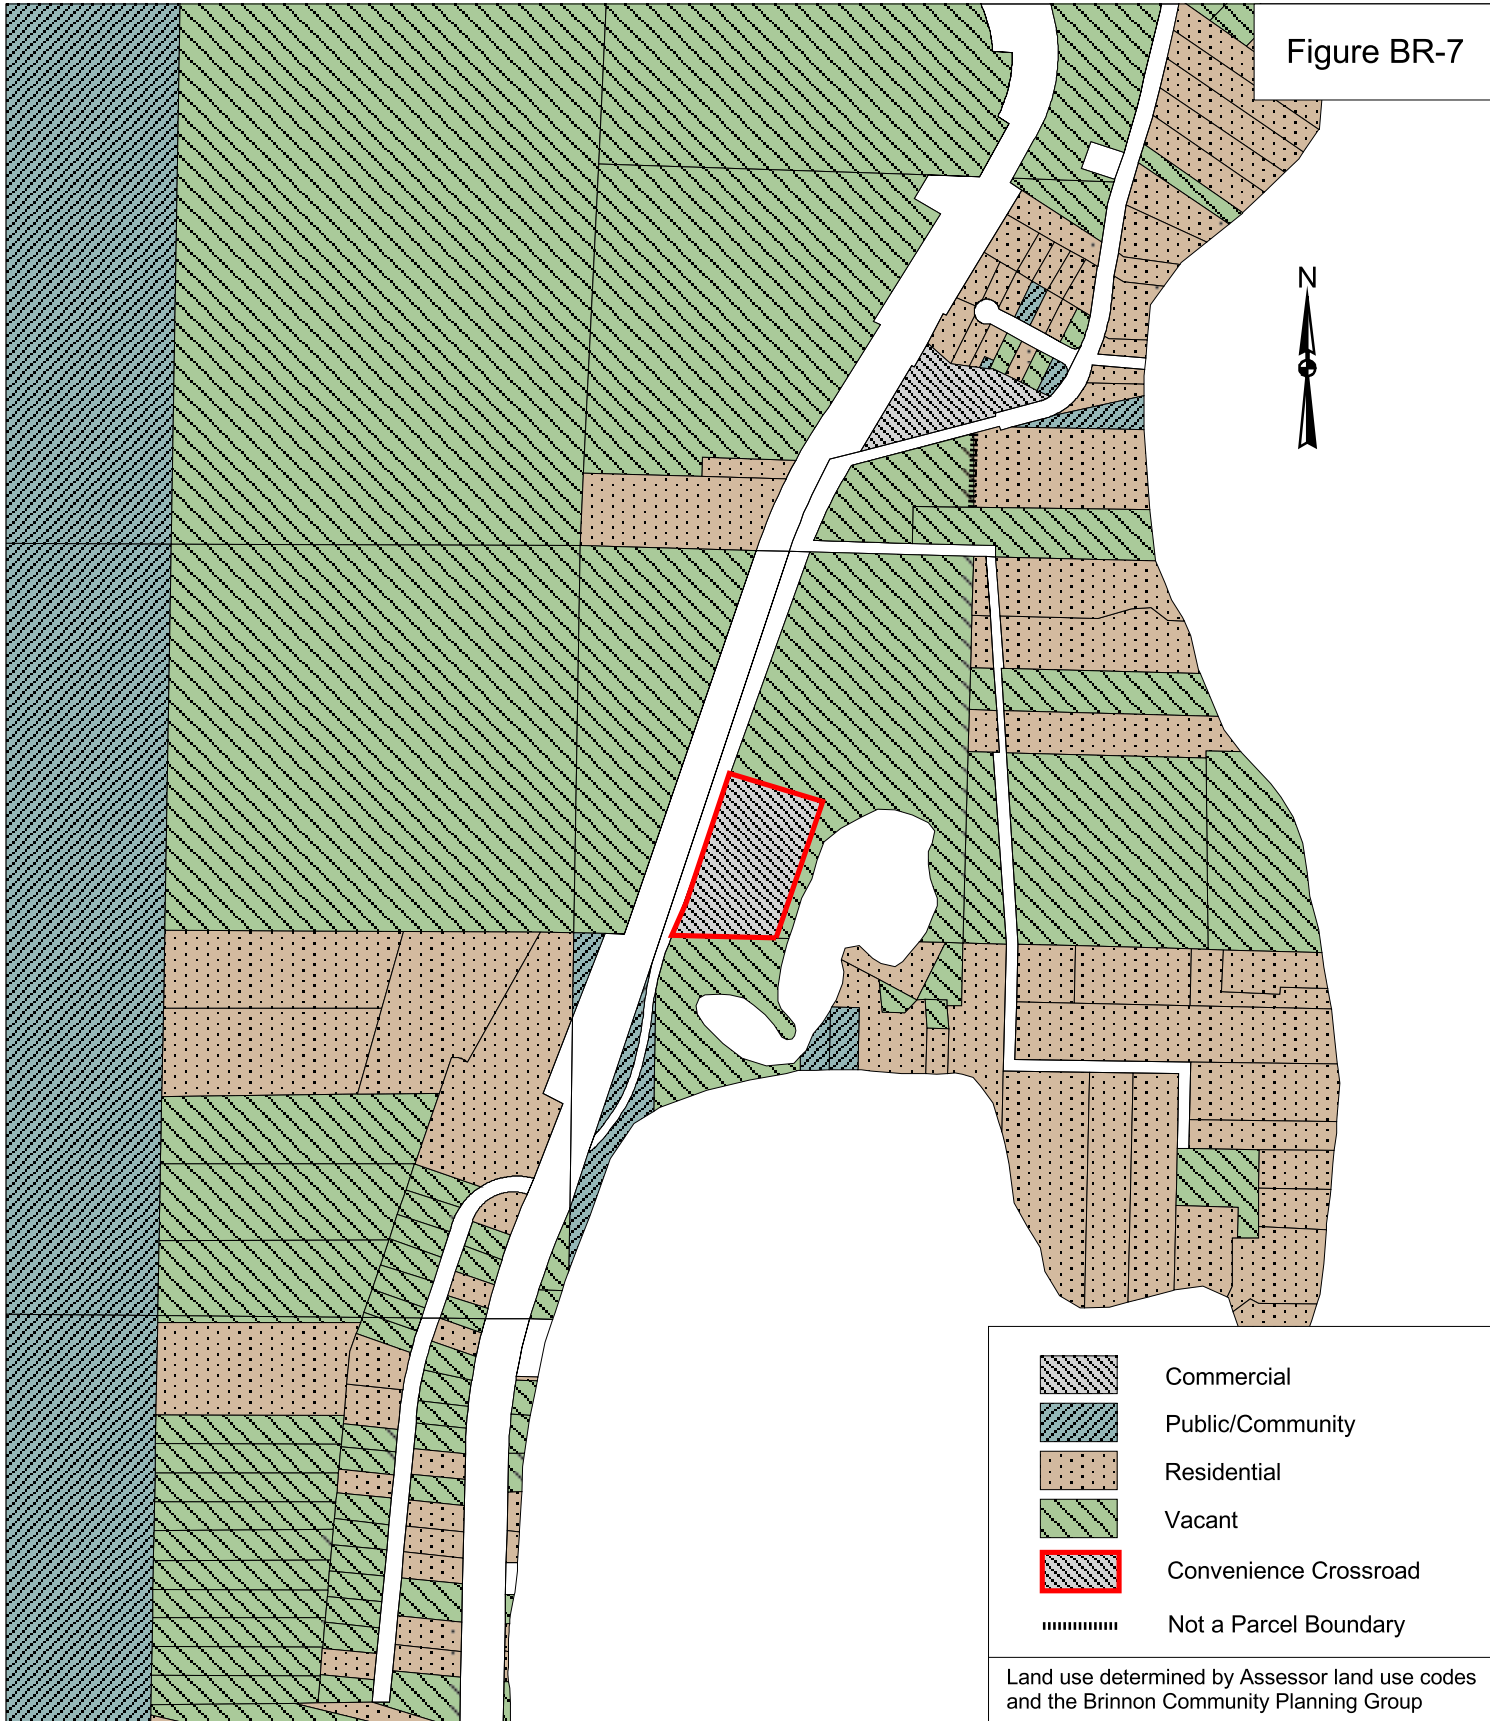 Figure BR-7
N
Commercial
Public/Community
Residential
Vacant
Convenience Crossroad
Not a Parcel Boundary
Land use determined by Assessor land use codes
and the Brinnon Community Planning Group